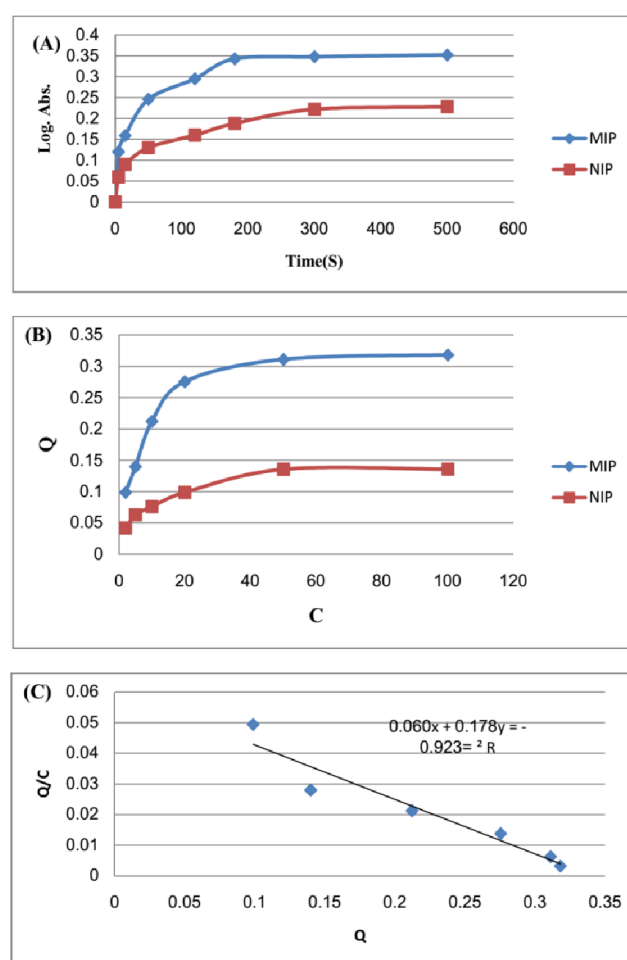 (A)
Log. Abs.
0.4
0.35
0.3
0.25
0.2
0.15
0.1
0.05
0
0 100 200 300 400 500 600
Time(S)
MIP
NIP
(B)
Q
0.35
0.3
0.25
0.2
0.15
0.1
0.05
0
0 20 40 60 80 100 120
C
MIP
NIP
(C)
Q/C
0.06
0.05
0.04
0.03
0.02
0.01
0
0.060x + 0.178y = -
0.923= ² R
0 0.05 0.1 0.15 0.2 0.25 0.3 0.35
Q